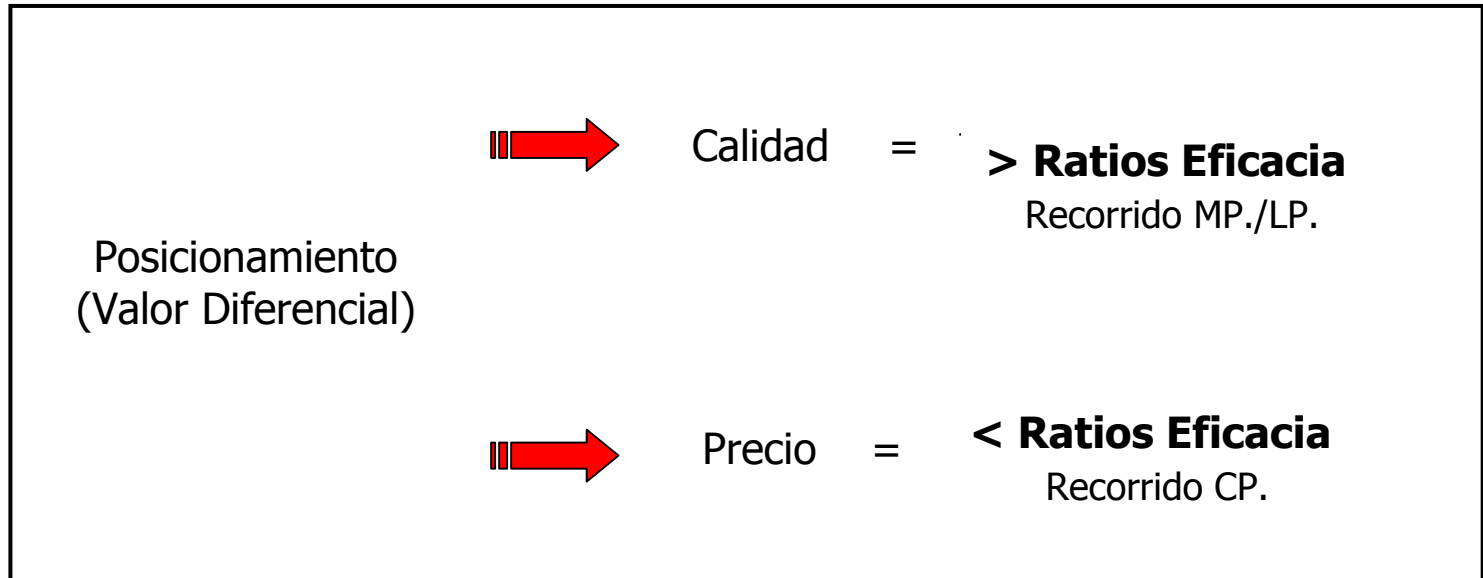 Posicionamiento
(Valor Diferencial)
Calidad =
> Ratios Eficacia
Recorrido MP./LP.
Precio =
< Ratios Eficacia
Recorrido CP.